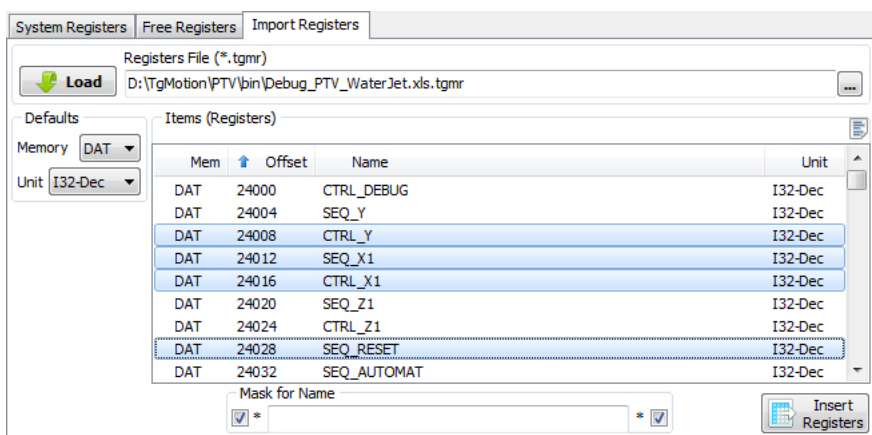 System Registers Free Registers Import Registers
Registers File (*.tgmr)
Load D:\TgMotion\PTV\bin\Debug_PTV_WaterJet.xls.tgmr ...
Defaults Items (Registers)
Memory DAT
Unit I32-Dec
Mem Offset Name Unit
DAT 24000 CTRL_DEBUG I32-Dec
DAT 24004 SEQ_Y I32-Dec
DAT 24008 CTRL_Y I32-Dec
DAT 24012 SEQ_X1 I32-Dec
DAT 24016 CTRL_X1 I32-Dec
DAT 24020 SEQ_Z1 I32-Dec
DAT 24024 CTRL_Z1 I32-Dec
DAT 24028 SEQ_RESET I32-Dec
DAT 24032 SEQ_AUTOMAT I32-Dec
Mask for Name
* *
Insert
Registers